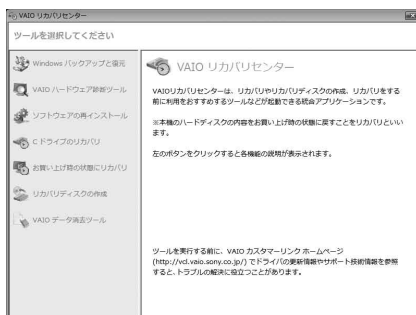 VAIO リカバリセンター
ツールを選択してください
Windows バックアップと復元
VAIO ハードウェア診断ツール
ソフトウェアの再インストール
C ドライブのリカバリ
お買い上げ時の状態にリカバリ
リカバリディスクの作成
VAIO データ消去ツール
VAIO リカバリセンター
VAIOリカバリセンターは、リカバリやリカバリディスクの作成、リカバリをする
前に利用をおすすめするツールなどが起動できる統合アプリケーションです。
※本機のハードディスクの内容をお買い上げ時の状態に戻すことをリカバリといい
ます。
左のボタンをクリックすると各機能の説明が表示されます。
ツールを実行する前に、VAIO カスタマーリンク ホームページ
(http://vcl.vaio.sony.co.jp/) でドライバの更新情報やサポート技術情報を参照
すると、トラブルの解決に役立つことがあります。